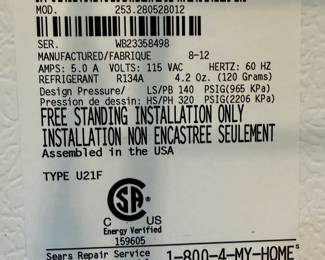 MOD. 253.280528012
SER. WB23358498
MANUFACTURED/FABRIQUE 8-12
AMPS: 5.0 A VOLTS: 115 VAC HERTZ: 60 HZ
REFRIGERANT R134A 4.2 Oz. (120 Grams)
Design Pressure/ LS/PB 140 PSIG(965 KPa)
Pression de dessin: HS/PH 320 PSIG(2206 KPa)
FREE STANDING INSTALLATION ONLY
INSTALLATION NON ENCASTREE SEULEMENT
Assembled in the USA
TYPE U21F
CSA
C US
Energy Verified
159605
Sears Repair Service 1-800-4-MY-HOME®